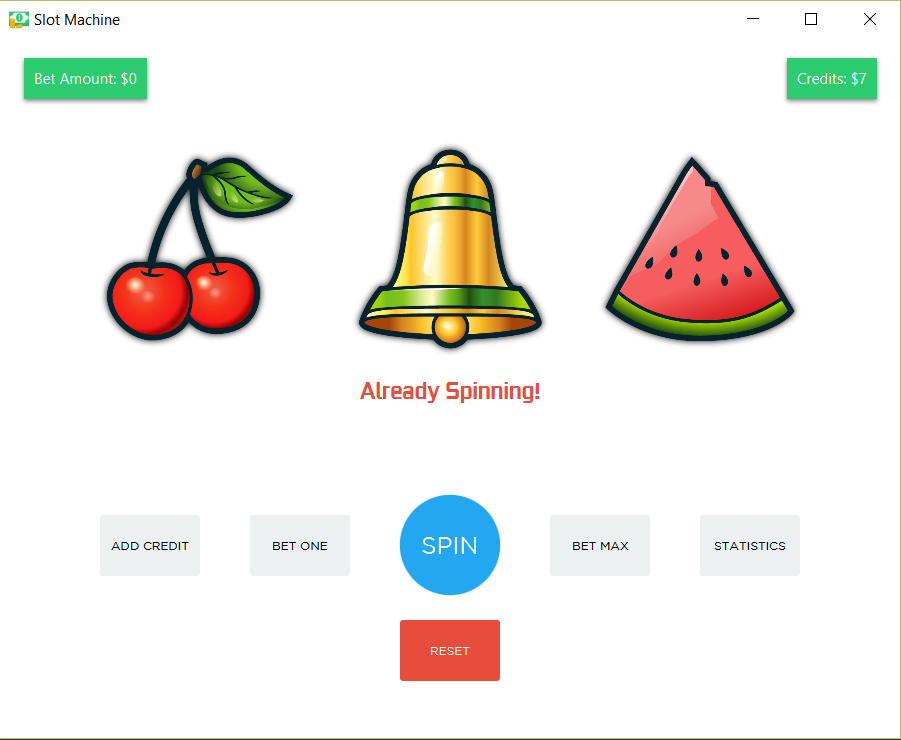 Slot Machine
Bet Amount: $0
Credits: $7
Already Spinning!
ADD CREDIT
BET ONE
SPIN
BET MAX
STATISTICS
RESET